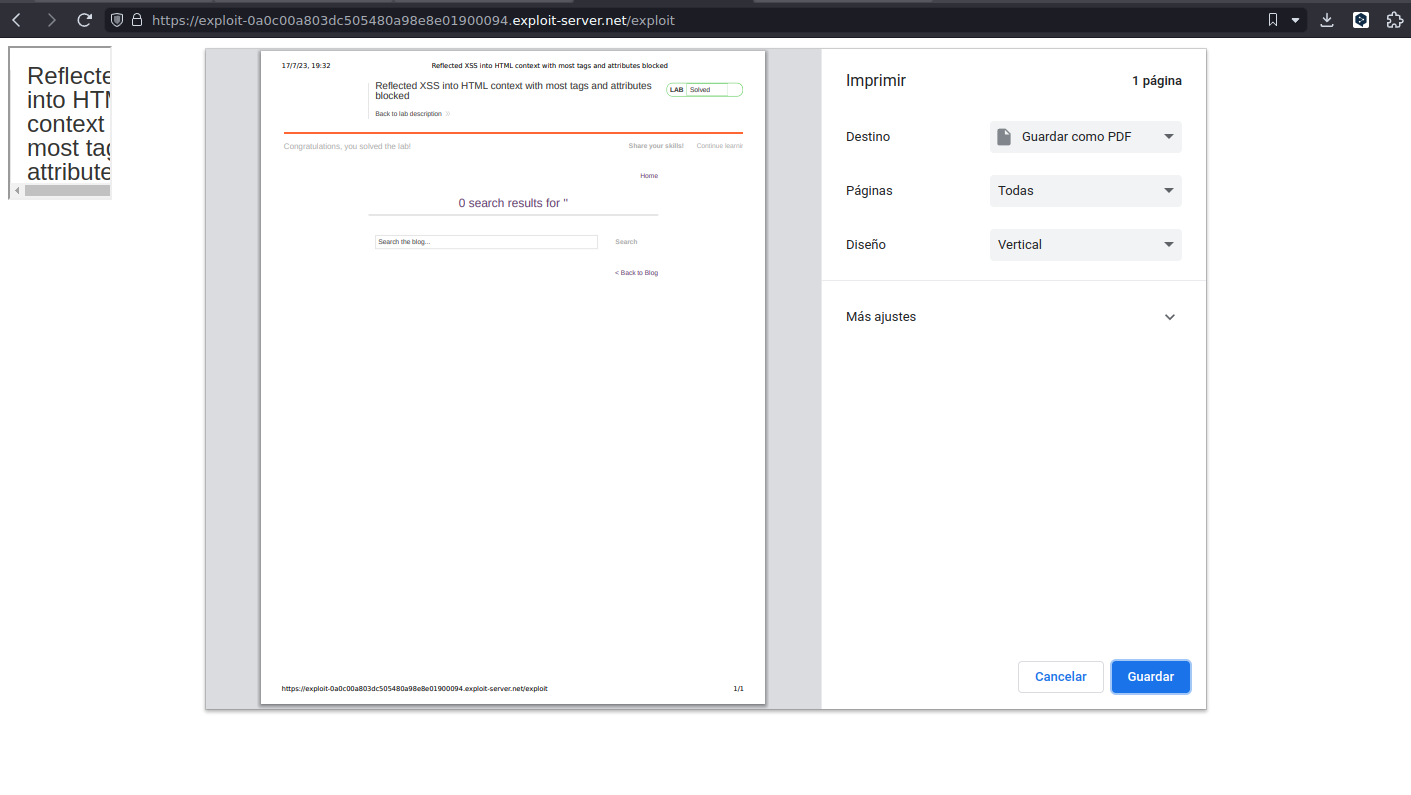 https://exploit-0a0c00a803dc505480a98e8e01900094.exploit-server.net/exploit
Reflecte
into HTM
context
most tag
attribute
17/7/23, 19:32
Reflected XSS into HTML context with most tags and attributes blocked
Reflected XSS into HTML context with most tags and attributes
blocked
LAB Solved
Back to lab description
Congratulations, you solved the lab!
Share your skills!
Continue learnin
Home
0 search results for ''
Search the blog...
Search
< Back to Blog
https://exploit-0a0c00a803dc505480a98e8e01900094.exploit-server.net/exploit
1/1
Imprimir
1 página
Destino
Guardar como PDF
Páginas
Todas
Diseño
Vertical
Más ajustes
Cancelar
Guardar